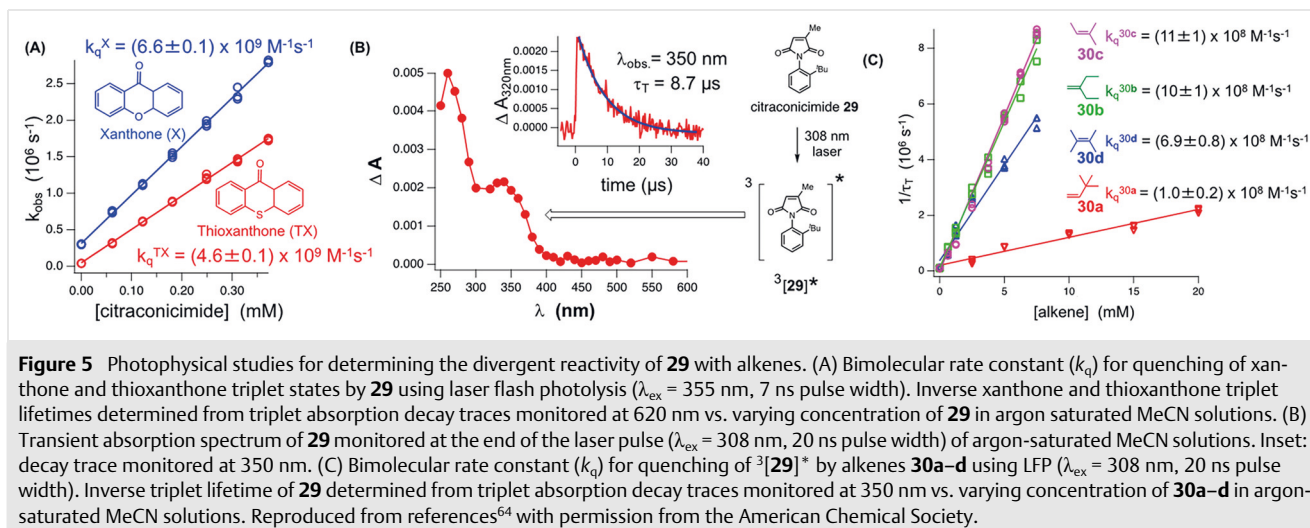 (A)
k_q^X = (6.6±0.1) x 10^9 M^-1s^-1
O
O
Xanthone (X)
O
S
Thioxanthone (TX)
k_q^TX = (4.6±0.1) x 10^9 M^-1s^-1
k_obs (10^6 s^-1)
2.5
2.0
1.5
1.0
0.5
0.0
0.00 0.10 0.20 0.30
[citraconicimide] (mM)
(B)
Δ A
0.005
0.004
0.003
0.002
0.001
0.000
250 300 350 400 450 500 550 600
λ (nm)
Δ A_320nm
0.0020
0.0015
0.0010
0.0005
0.0000
0 10 20 30 40
time (µs)
λ_obs. = 350 nm
τ_T = 8.7 µs
Me
O N O
tBu
citraconicimide 29
308 nm
laser
3
Me
O N O
tBu
*
3[29]*
(C)
1/τ_T (10^6 s^-1)
8
6
4
2
0
0 5 10 15 20
[alkene] (mM)
30c k_q^30c = (11±1) x 10^8 M^-1s^-1
30b k_q^30b = (10±1) x 10^8 M^-1s^-1
30d k_q^30d = (6.9±0.8) x 10^8 M^-1s^-1
30a k_q^30a = (1.0±0.2) x 10^8 M^-1s^-1
Figure 5 Photophysical studies for determining the divergent reactivity of 29 with alkenes. (A) Bimolecular rate constant (k_q) for quenching of xan-
thone and thioxanthone triplet states by 29 using laser flash photolysis (λ_ex = 355 nm, 7 ns pulse width). Inverse xanthone and thioxanthone triplet
lifetimes determined from triplet absorption decay traces monitored at 620 nm vs. varying concentration of 29 in argon saturated MeCN solutions. (B)
Transient absorption spectrum of 29 monitored at the end of the laser pulse (λ_ex = 308 nm, 20 ns pulse width) of argon-saturated MeCN solutions. Inset:
decay trace monitored at 350 nm. (C) Bimolecular rate constant (k_q) for quenching of 3[29]* by alkenes 30a–d using LFP (λ_ex = 308 nm, 20 ns pulse
width). Inverse triplet lifetime of 29 determined from triplet absorption decay traces monitored at 350 nm vs. varying concentration of 30a–d in argon-
saturated MeCN solutions. Reproduced from references64 with permission from the American Chemical Society.